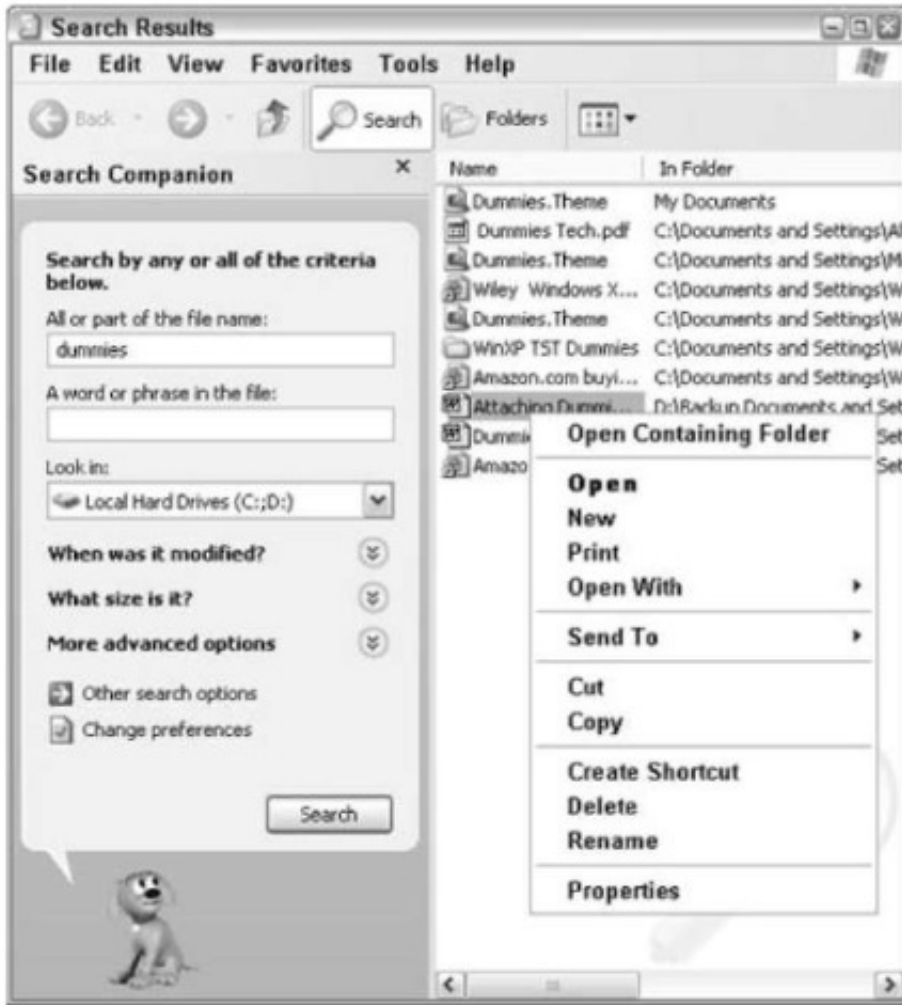 Search Results
File Edit View Favorites Tools Help
Back Search Folders
Search Companion
Search by any or all of the criteria
below.
All or part of the file name:
dummies
A word or phrase in the file:
Look in:
Local Hard Drives (C:;D:)
When was it modified?
What size is it?
More advanced options
Other search options
Change preferences
Search
Name In Folder
Dummies.Theme My Documents
Dummies Tech.pdf C:\Documents and Settings\Al
Dummies.Theme C:\Documents and Settings\M
Wiley Windows X... C:\Documents and Settings\W
Dummies.Theme C:\Documents and Settings\W
WinXP TST Dummies C:\Documents and Settings\W
Amazon.com buyi... C:\Documents and Settings\W
Attaching Dummi... D:\Backup Documents and Set
Dummi Set
Amazo Set
Open Containing Folder
Open
New
Print
Open With
Send To
Cut
Copy
Create Shortcut
Delete
Rename
Properties